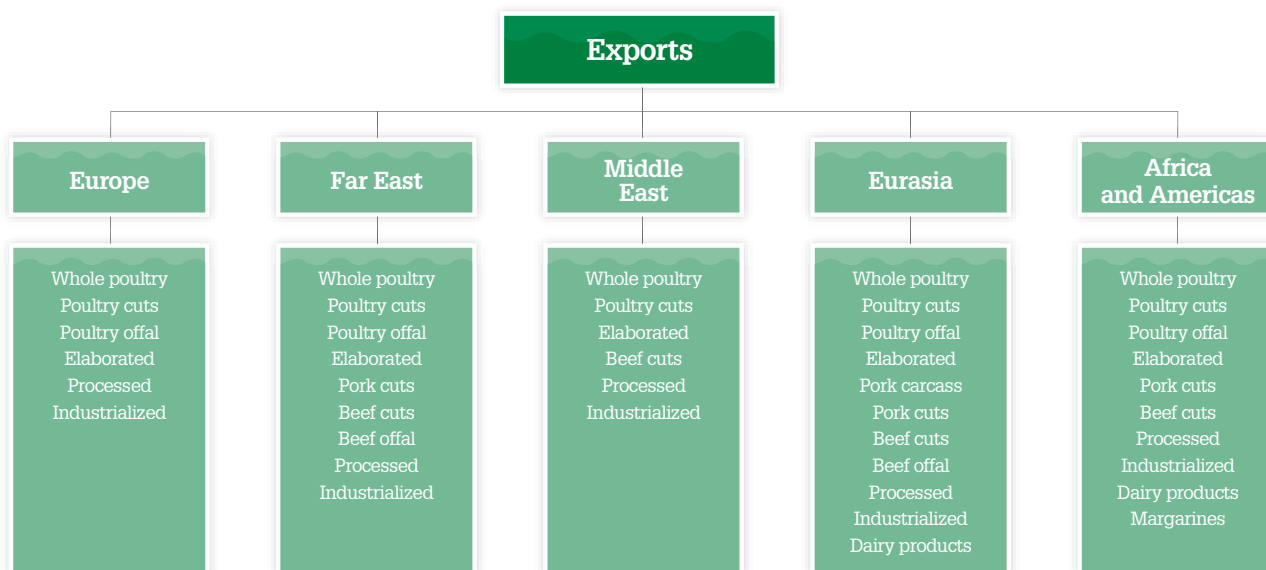 Exports
Europe
Far East
Middle
East
Eurasia
Africa
and Americas
Whole poultry
Poultry cuts
Poultry offal
Elaborated
Processed
Industrialized
Whole poultry
Poultry cuts
Poultry offal
Elaborated
Pork cuts
Beef cuts
Beef offal
Processed
Industrialized
Whole poultry
Poultry cuts
Elaborated
Beef cuts
Processed
Industrialized
Whole poultry
Poultry cuts
Poultry offal
Elaborated
Pork carcass
Pork cuts
Beef cuts
Beef offal
Processed
Industrialized
Dairy products
Whole poultry
Poultry cuts
Poultry offal
Elaborated
Pork cuts
Beef cuts
Processed
Industrialized
Dairy products
Margarines